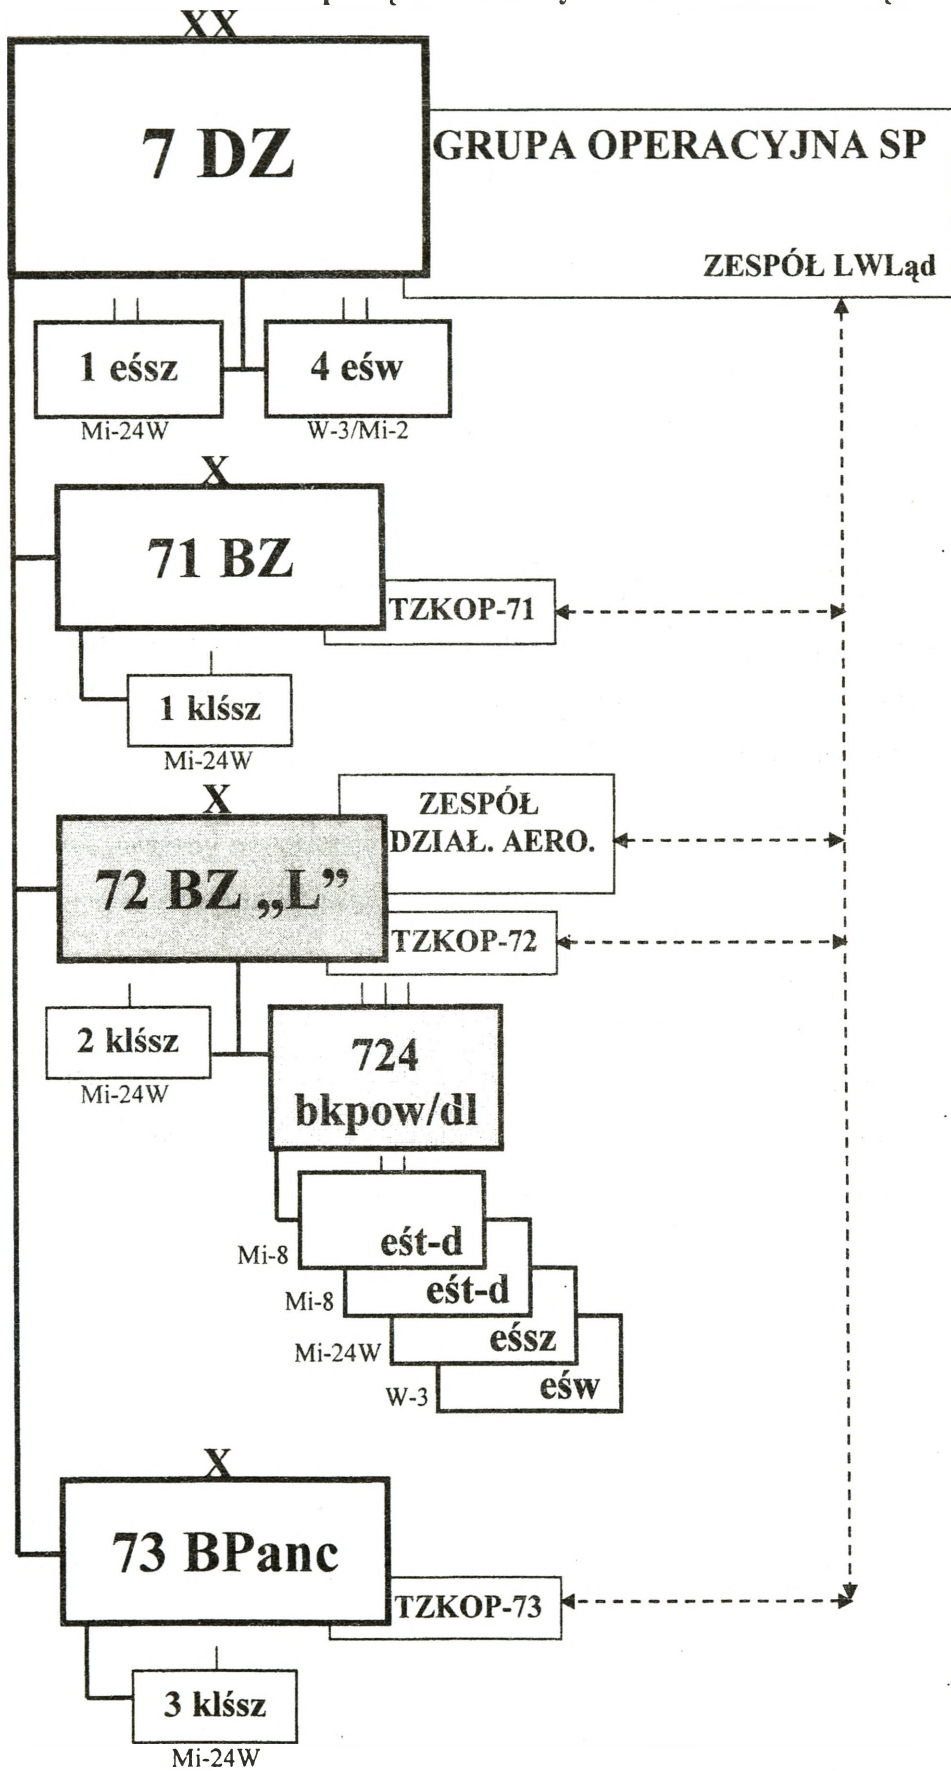 XX
7 DZ
GRUPA OPERACYJNA SP
ZESPÓŁ LWLąd
1 eśsz
4 eśw
Mi-24W
W-3/Mi-2
X
71 BZ
TZKOP-71
1 klśsz
Mi-24W
X
ZESPÓŁ
DZIAŁ. AERO.
72 BZ „L”
TZKOP-72
2 klśsz
Mi-24W
724
bkpow/dl
eśt-d
Mi-8
eśt-d
Mi-8
eśsz
Mi-24W
eśw
W-3
X
73 BPanc
TZKOP-73
3 klśsz
Mi-24W